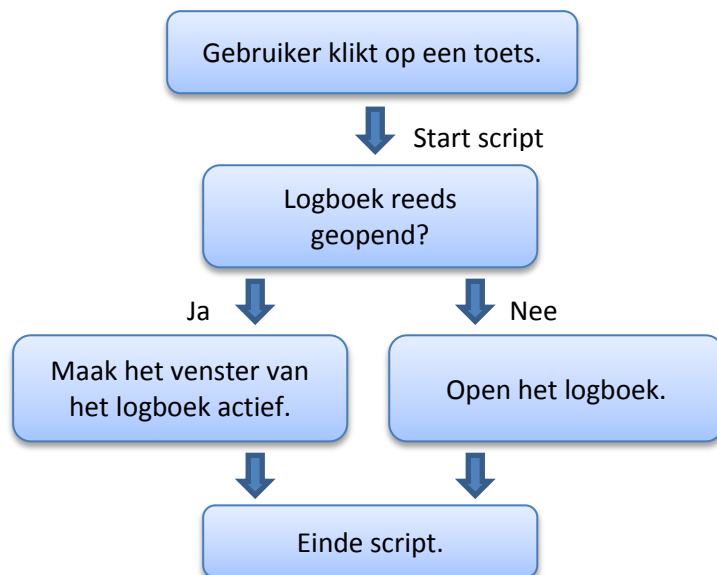 Gebruiker klikt op een toets.
Start script
Logboek reeds
geopend?
Ja
Nee
Maak het venster van
het logboek actief.
Open het logboek.
Einde script.